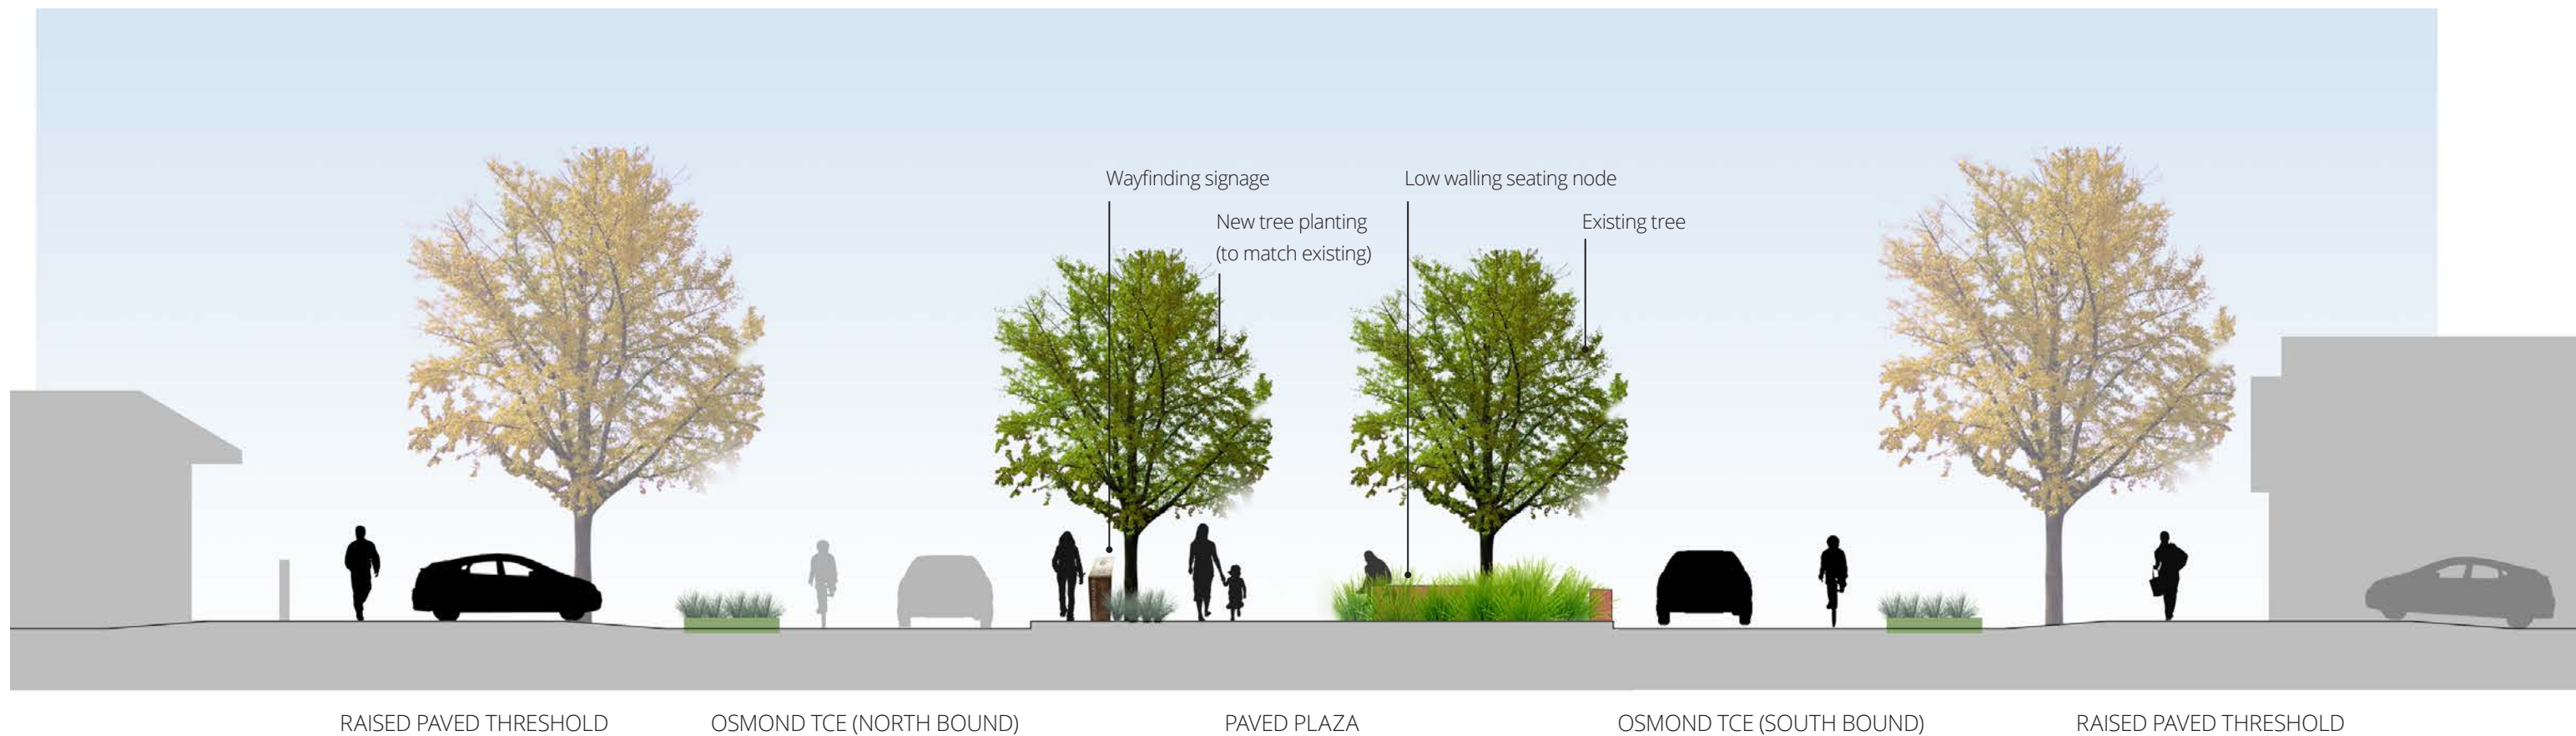 Wayfinding signage
Low walling seating node
New tree planting
(to match existing)
Existing tree
RAISED PAVED THRESHOLD
OSMOND TCE (NORTH BOUND)
PAVED PLAZA
OSMOND TCE (SOUTH BOUND)
RAISED PAVED THRESHOLD